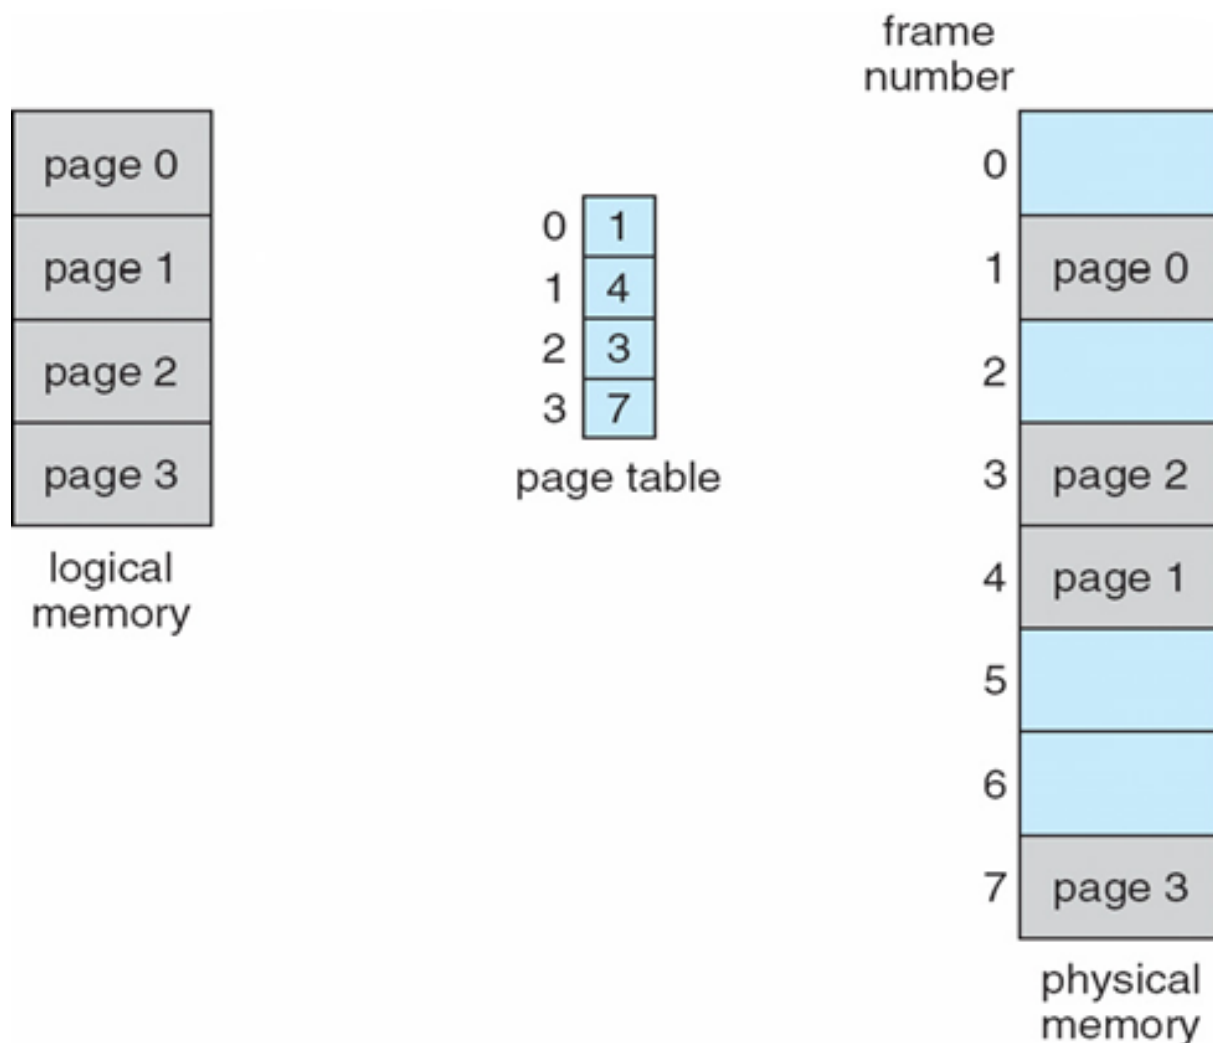 page 0
page 1
page 2
page 3
logical
memory
0 1
1 4
2 3
3 7
page table
frame
number
0
1 page 0
2
3 page 2
4 page 1
5
6
7 page 3
physical
memory